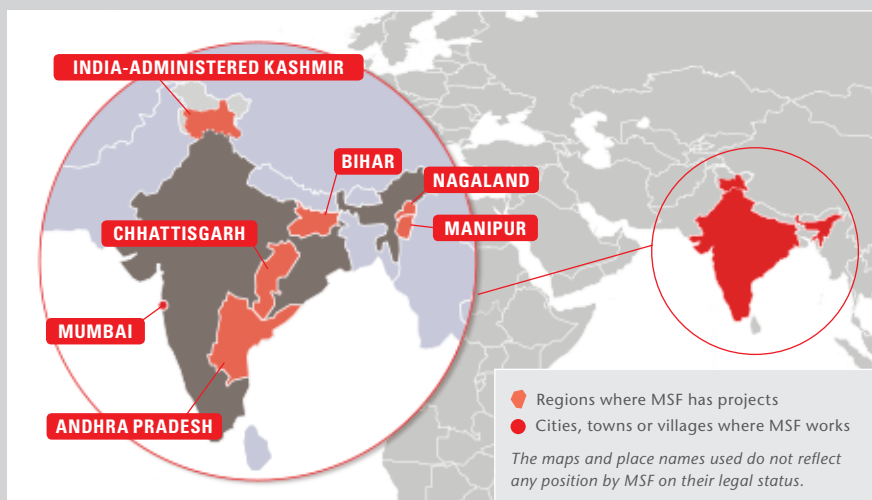 INDIA-ADMINISTERED KASHMIR
BIHAR
NAGALAND
CHHATTISGARH
MANIPUR
MUMBAI
ANDHRA PRADESH
Regions where MSF has projects
Cities, towns or villages where MSF works
The maps and place names used do not reflect
any position by MSF on their legal status.